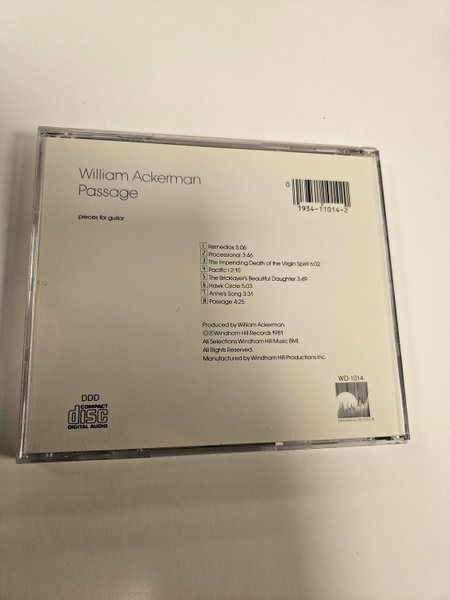 William Ackerman
Passage
pieces for guitar
0
1934-11014-2
1 Remedios 5:06
2 Processional 3:46
3 The Impending Death of the Virgin Spirit 6:02
4 Pacific I 2:10
5 The Bricklayer's Beautiful Daughter 3:49
6 Hawk Circle 5:03
7 Anne's Song 3:31
8 Passage 4:25
Produced by William Ackerman.
©℗Windham Hill Records 1981
All Selections Windham Hill Music BMI
All Rights Reserved.
Manufactured by Windham Hill Productions Inc.
WD-1014
DDD
COMPACT
disc
DIGITAL AUDIO
WINDHAM HILL RECORDS